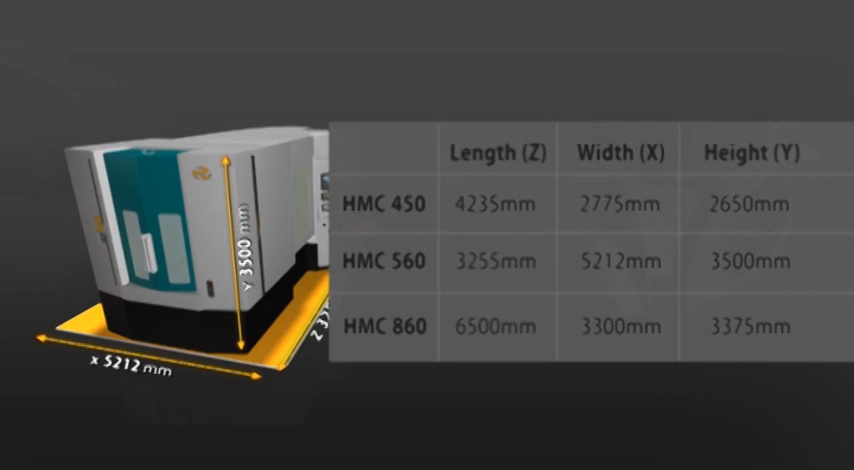 Length (Z) Width (X) Height (Y)
HMC 450 4235mm 2775mm 2650mm
HMC 560 3255mm 5212mm 3500mm
HMC 860 6500mm 3300mm 3375mm
Y 3500 mm
x 5212 mm